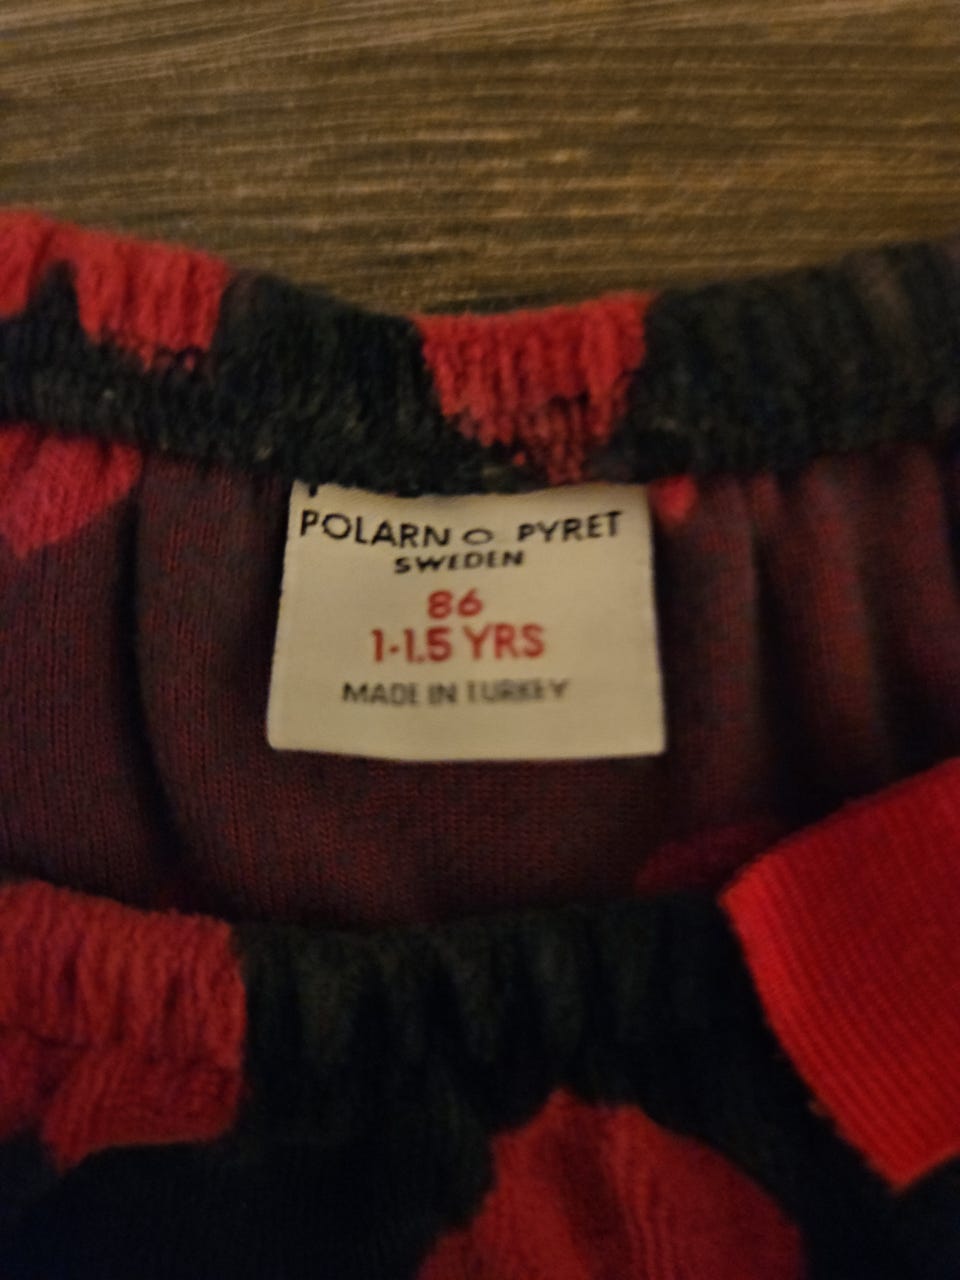 POLARN O. PYRET
SWEDEN
86
1-1.5 YRS
MADE IN TURKEY